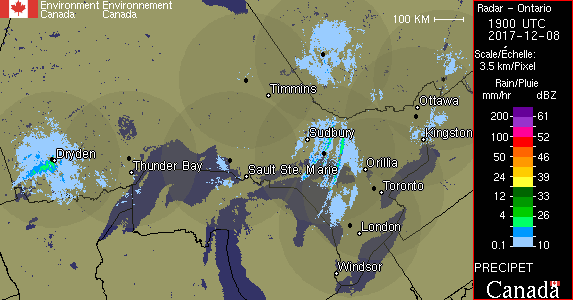 Environment Environnement
Canada Canada
100 KM
Timmins
Ottawa
Sudbury
Kingston
Dryden
Thunder Bay
Sault Ste. Marie
Orillia
Toronto
London
Windsor
Radar - Ontario
1900 UTC
2017-12-08
Scale/Échelle:
3.5 km/Pixel
Rain/Pluie
mm/hr dBZ
200 61
100 52
50 46
24 39
12 33
4 26
2 20
0.1 10
PRECIPET
Canada